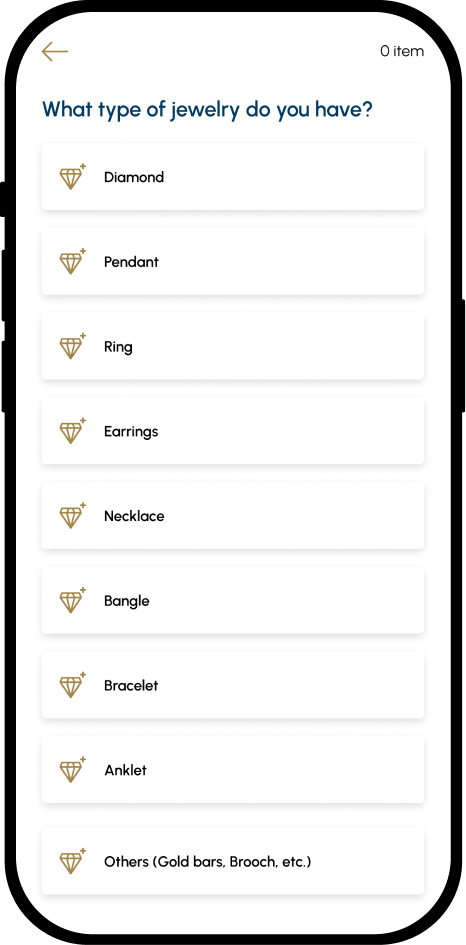 0 item
What type of jewelry do you have?
Diamond
Pendant
Ring
Earrings
Necklace
Bangle
Bracelet
Anklet
Others (Gold bars, Brooch, etc.)